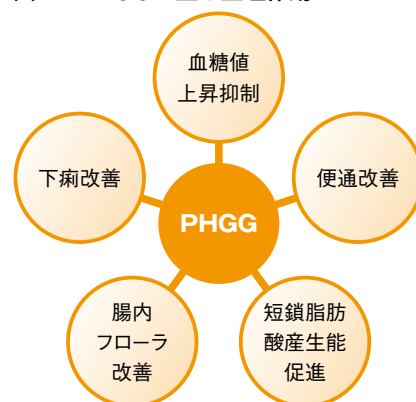 血糖値
上昇抑制
下痢改善
便通改善
PHGG
腸内
フローラ
改善
短鎖脂肪
酸産生能
促進